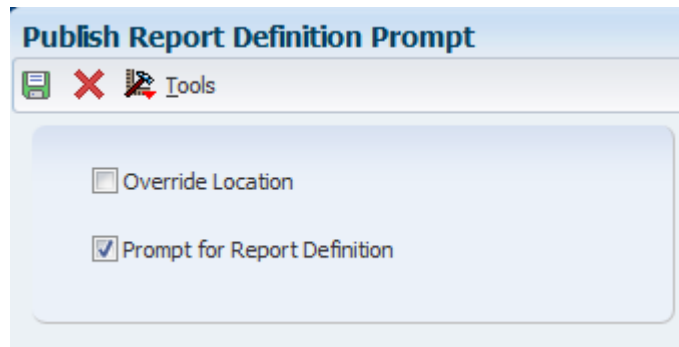 Publish Report Definition Prompt
Tools
Override Location
Prompt for Report Definition